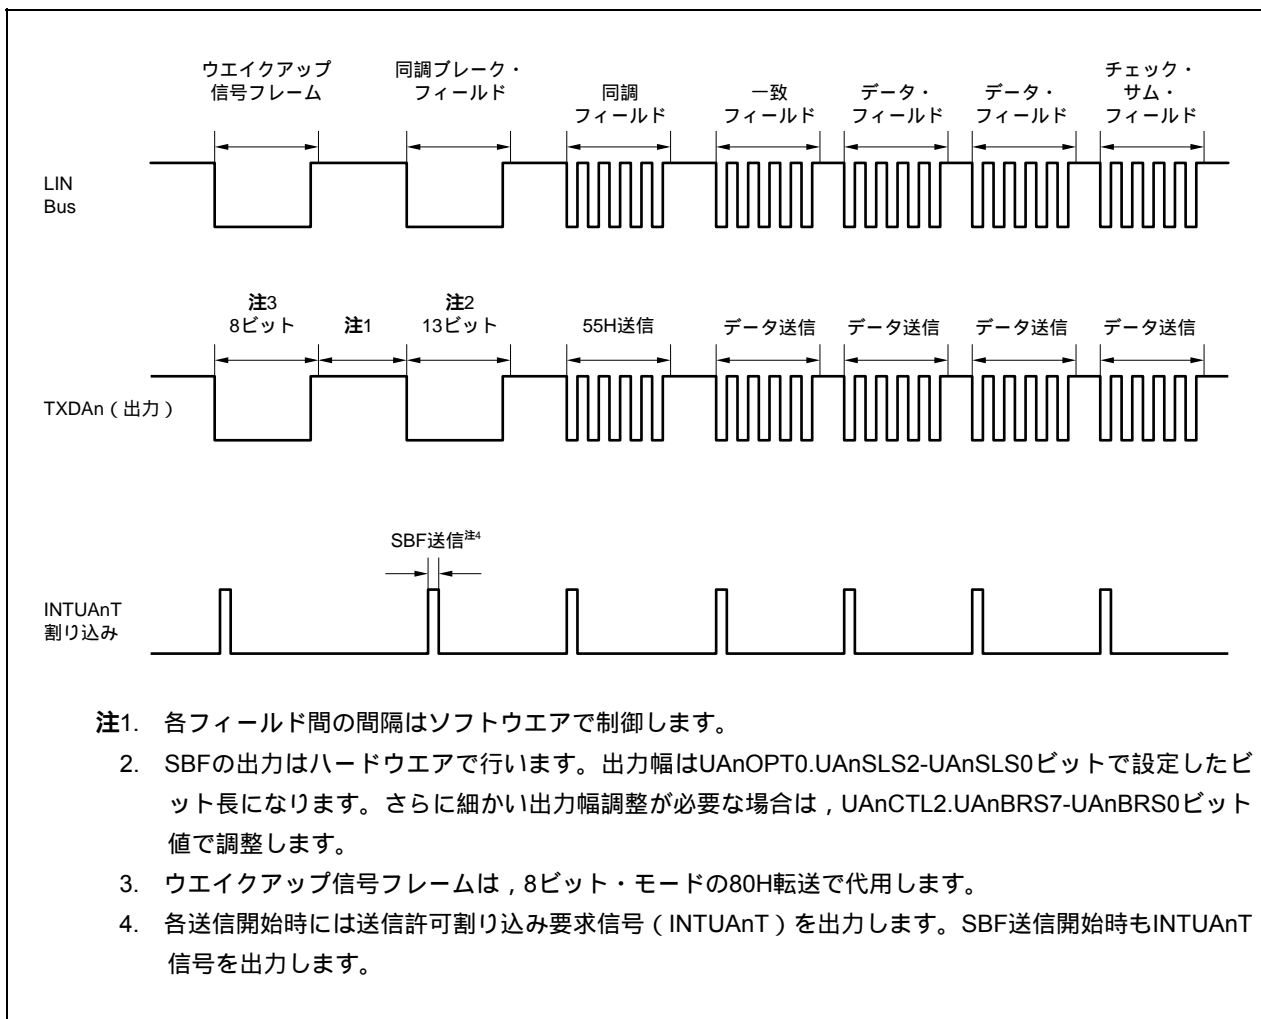 ウエイクアップ
信号フレーム
同調ブレーク・
フィールド
同調
フィールド
一致
フィールド
データ・
フィールド
データ・
フィールド
チェック・
サム・
フィールド
LIN
Bus
注3
8ビット
注1
注2
13ビット
55H送信
データ送信
データ送信
データ送信
データ送信
TXDAn（出力）
SBF送信注4
INTUAnT
割り込み
注1. 各フィールド間の間隔はソフトウエアで制御します。
2. SBFの出力はハードウエアで行います。出力幅はUAnOPT0.UAnSLS2-UAnSLS0ビットで設定したビ
ット長になります。さらに細かい出力幅調整が必要な場合は，UAnCTL2.UAnBRS7-UAnBRS0ビット
値で調整します。
3. ウエイクアップ信号フレームは，8ビット・モードの80H転送で代用します。
4. 各送信開始時には送信許可割り込み要求信号（INTUAnT）を出力します。SBF送信開始時もINTUAnT
信号を出力します。